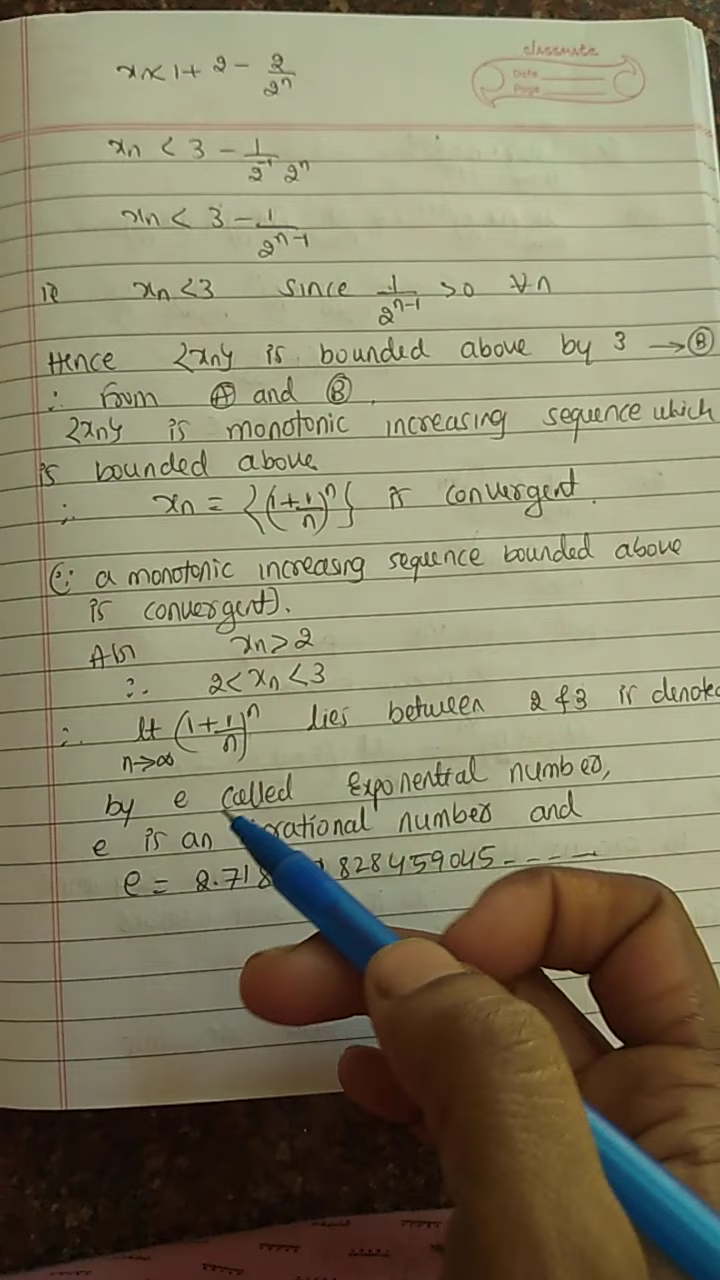 classmate
Date
Page
x< 1 + 2 - 2/2^n
xn < 3 - 1/(2^-1 2^n)
xn < 3 - 1/2^(n-1)
ie xn <3 since 1/2^(n-1) >0 ∀n
Hence {xn} is bounded above by 3 → Ⓑ
∴ from Ⓐ and Ⓑ,
{xn} is monotonic increasing sequence which
is bounded above
∴ xn = {(1+1/n)^n} is convergent.
(∵ a monotonic increasing sequence bounded above
is convergent).
Also xn > 2
∴ 2 < xn < 3
∴ lt n→∞ (1+1/n)^n lies between 2 & 3 is denoted
by e called Exponential number,
e is an number and
e = 2.718 828459045-----